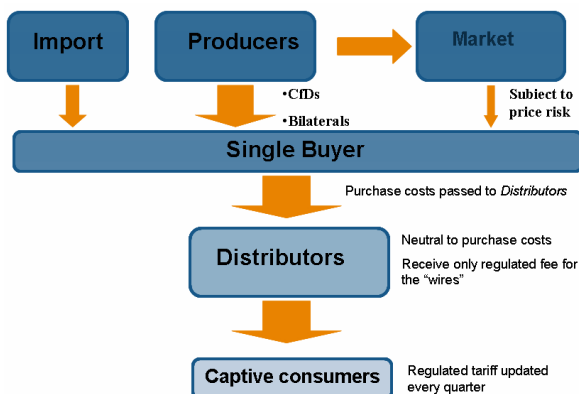 Import
Producers
Market
•CfDs
•Bilaterals
Subject to
price risk
Single Buyer
Purchase costs passed to Distributors
Distributors
Neutral to purchase costs
Receive only regulated fee for
the “wires”
Captive consumers
Regulated tariff updated
every quarter